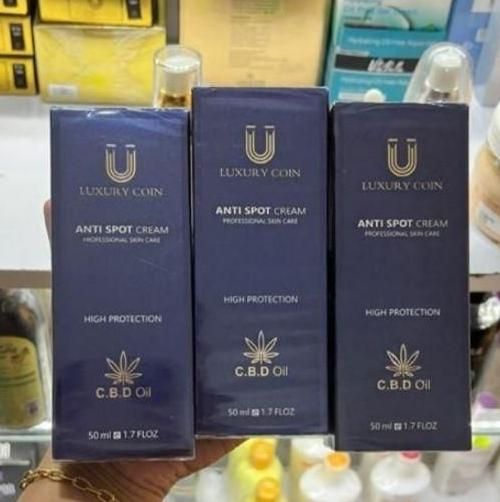 LUXURY COIN
ANTI SPOT CREAM
PROFESSIONAL SKIN CARE
HIGH PROTECTION
C.B.D Oil
50 ml e 1.7 FLOZ
LUXURY COIN
ANTI SPOT CREAM
PROFESSIONAL SKIN CARE
HIGH PROTECTION
C.B.D Oil
50 ml e 1.7 FLOZ
LUXURY COIN
ANTI SPOT CREAM
PROFESSIONAL SKIN CARE
HIGH PROTECTION
C.B.D Oil
50 ml e 1.7 FLOZ